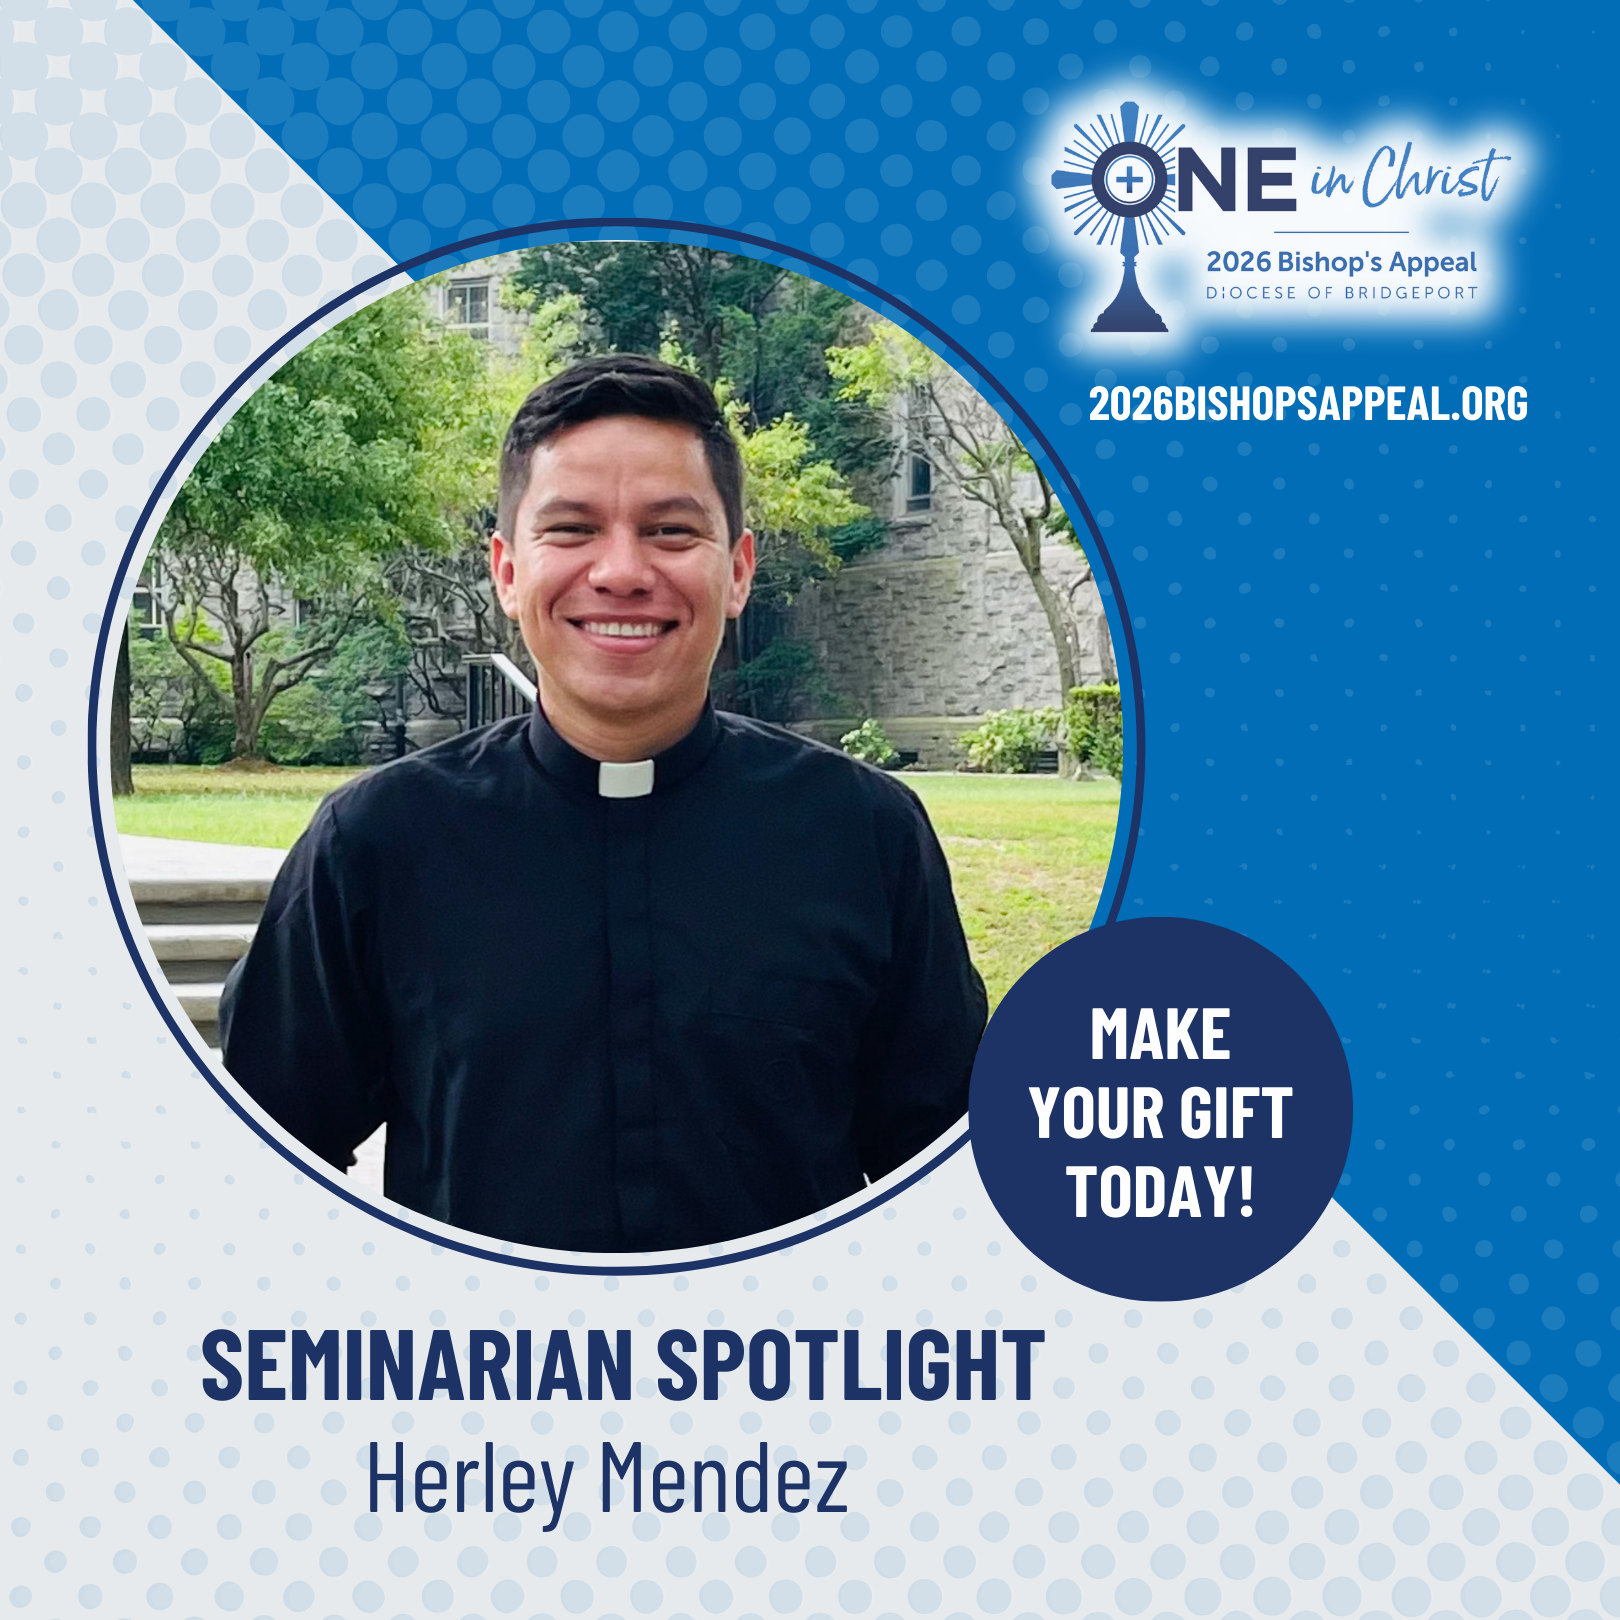 ONE in Christ
2026 Bishop's Appeal
DIOCESE OF BRIDGEPORT
2026BISHOPSAPPEAL.ORG
MAKE
YOUR GIFT
TODAY!
SEMINARIAN SPOTLIGHT
Herley Mendez